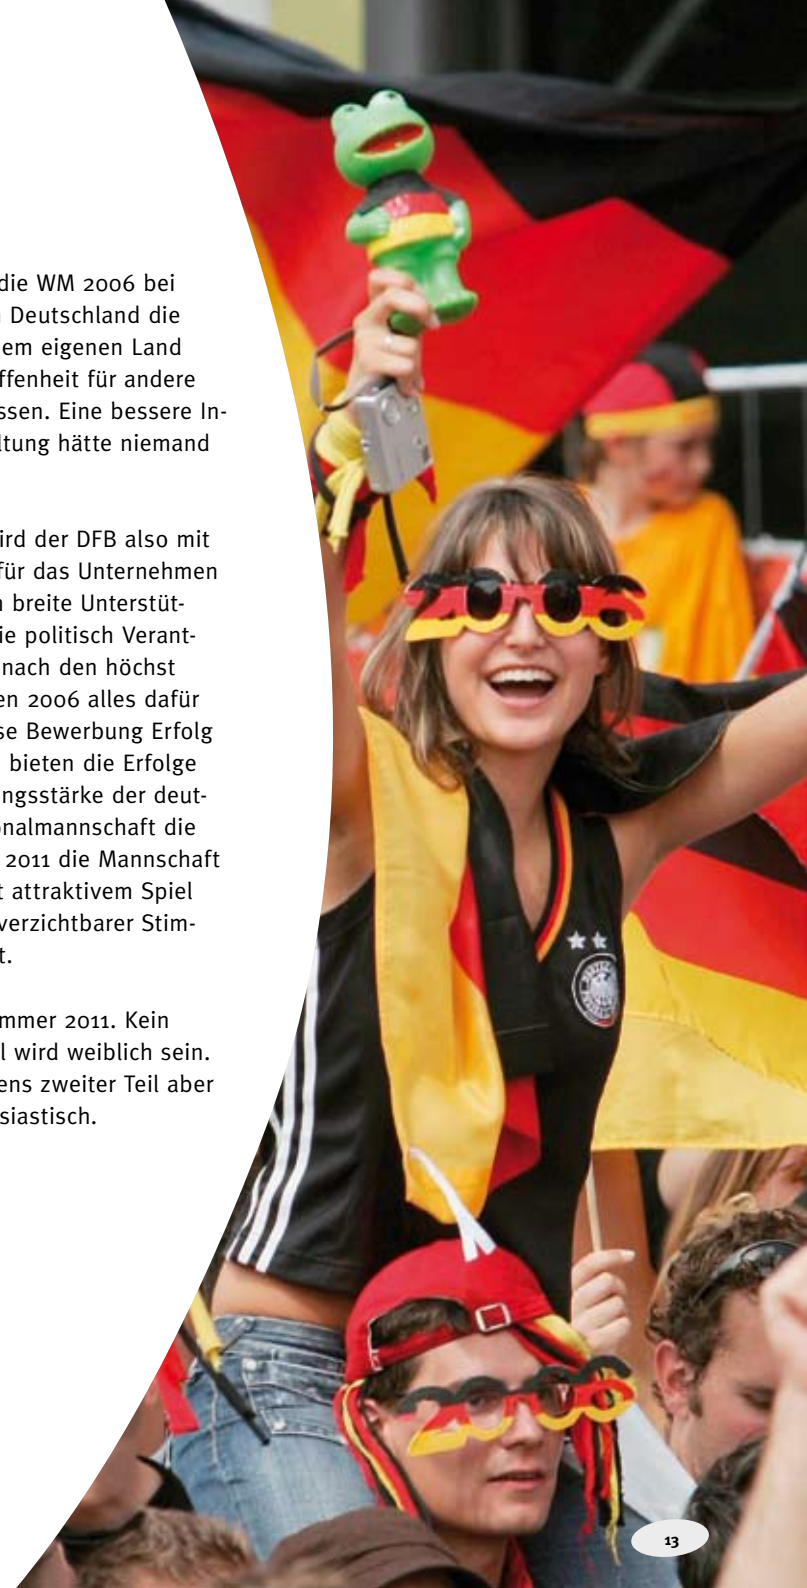 die WM 2006 bei
Deutschland die
em eigenen Land
ffenheit für andere
ssen. Eine bessere In-
ltung hätte niemand
ird der DFB also mit
für das Unternehmen
breite Unterstüt-
ie politisch Verant-
nach den höchst
en 2006 alles dafür
se Bewerbung Erfolg
bieten die Erfolge
ngsstärke der deut-
onalmannschaft die
2011 die Mannschaft
t attraktivem Spiel
verzichtbarer Stim-
t.
mmer 2011. Kein
l wird weiblich sein.
ens zweiter Teil aber
siastisch.
2006
2006
13